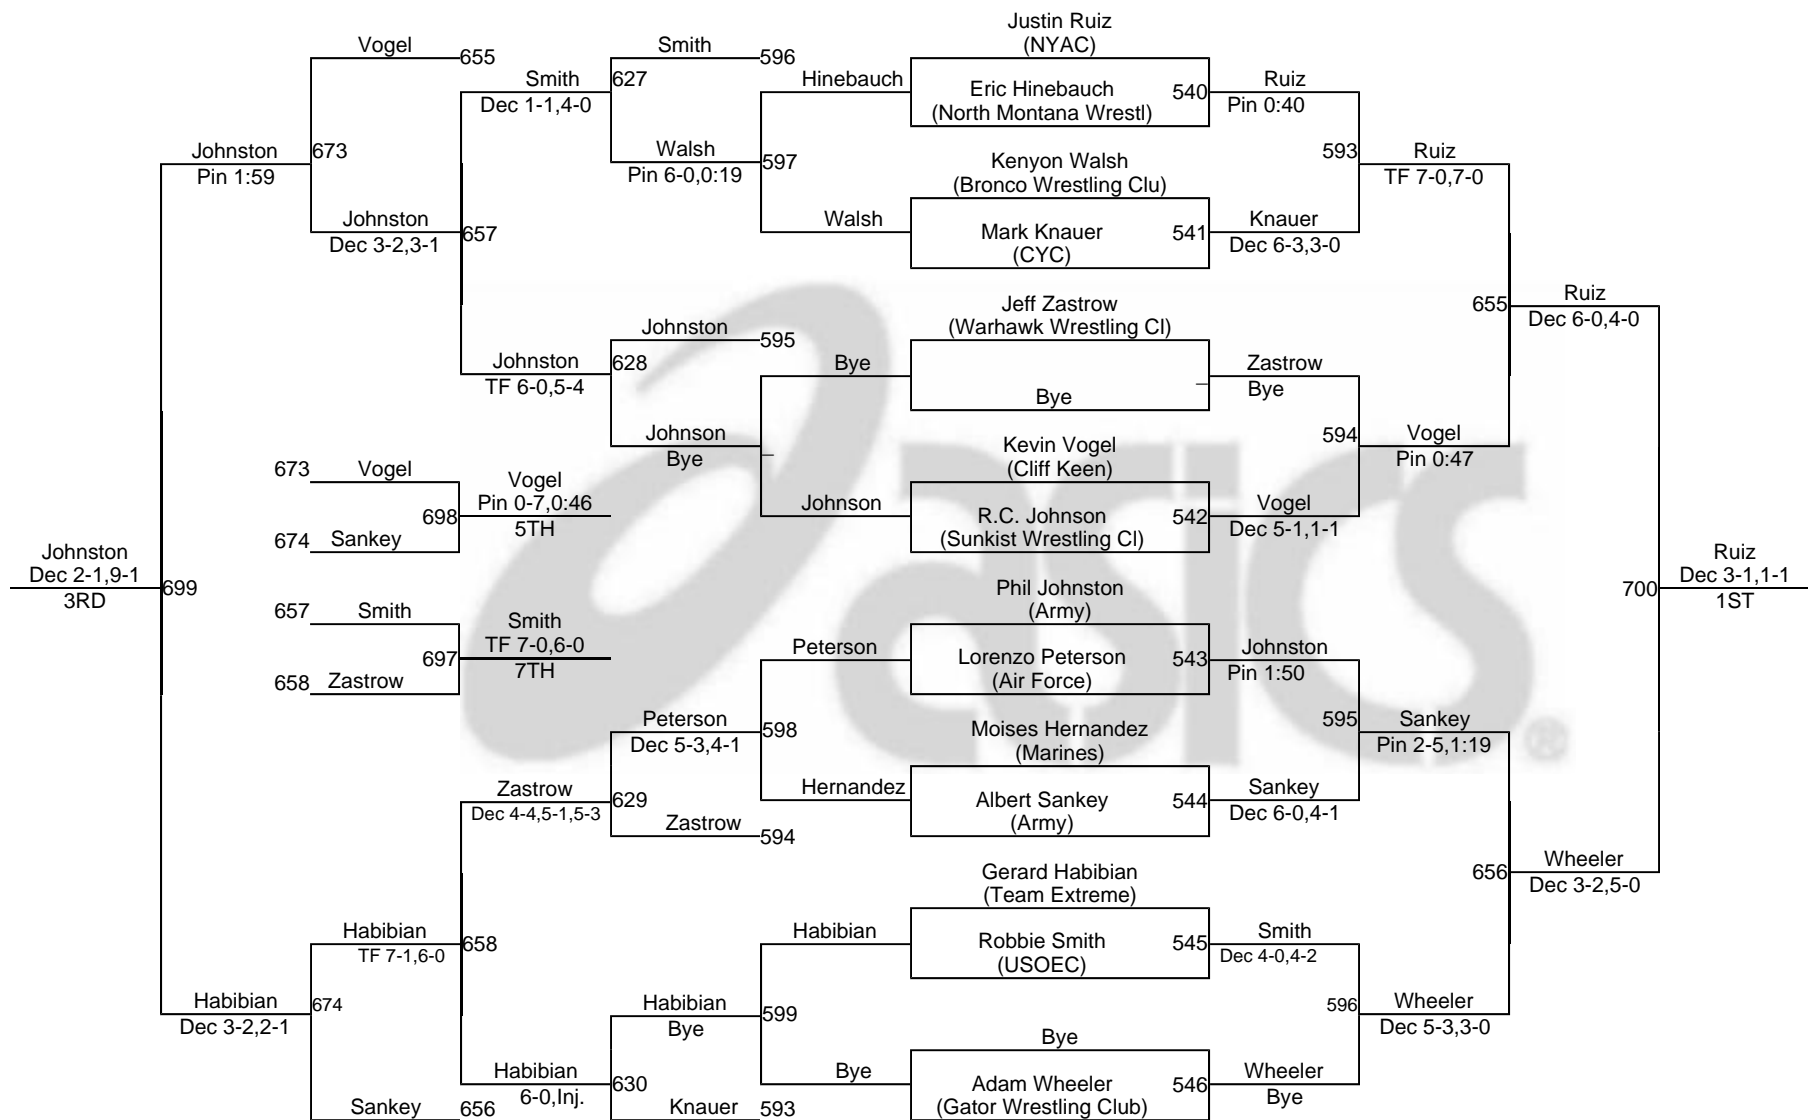 Justin Ruiz
(NYAC)
Vogel
655
Smith
596
Smith
627
Dec 1-1,4-0
Hinebauch
Eric Hinebauch
(North Montana Wrestl)
540
Ruiz
Pin 0:40
Johnston
673
Pin 1:59
Walsh
597
Pin 6-0,0:19
Kenyon Walsh
(Bronco Wrestling Clu)
593
Ruiz
TF 7-0,7-0
Johnston
657
Dec 3-2,3-1
Walsh
Mark Knauer
(CYC)
541
Knauer
Dec 6-3,3-0
Jeff Zastrow
(Warhawk Wrestling Cl)
655
Ruiz
Dec 6-0,4-0
Johnston
595
Johnston
628
TF 6-0,5-4
Bye
Bye
Zastrow
Bye
Johnson
Bye
Kevin Vogel
(Cliff Keen)
594
Vogel
Pin 0:47
673
Vogel
Vogel
Pin 0-7,0:46
5TH
698
674
Sankey
Johnson
R.C. Johnson
(Sunkist Wrestling Cl)
542
Vogel
Dec 5-1,1-1
Johnston
Dec 2-1,9-1
3RD
699
Phil Johnston
(Army)
700
Ruiz
Dec 3-1,1-1
1ST
657
Smith
Smith
TF 7-0,6-0
7TH
697
658
Zastrow
Peterson
Lorenzo Peterson
(Air Force)
543
Johnston
Pin 1:50
Peterson
598
Dec 5-3,4-1
Moises Hernandez
(Marines)
595
Sankey
Pin 2-5,1:19
Zastrow
629
Dec 4-4,5-1,5-3
Hernandez
Albert Sankey
(Army)
544
Sankey
Dec 6-0,4-1
Zastrow
594
Gerard Habibian
(Team Extreme)
656
Wheeler
Dec 3-2,5-0
Habibian
658
TF 7-1,6-0
Habibian
Robbie Smith
(USOEC)
545
Smith
Dec 4-0,4-2
Habibian
674
Dec 3-2,2-1
Habibian
Bye
599
Bye
596
Wheeler
Dec 5-3,3-0
Habibian
630
6-0,Inj.
Bye
Adam Wheeler
(Gator Wrestling Club)
546
Wheeler
Bye
Sankey
656
Knauer
593
asics®